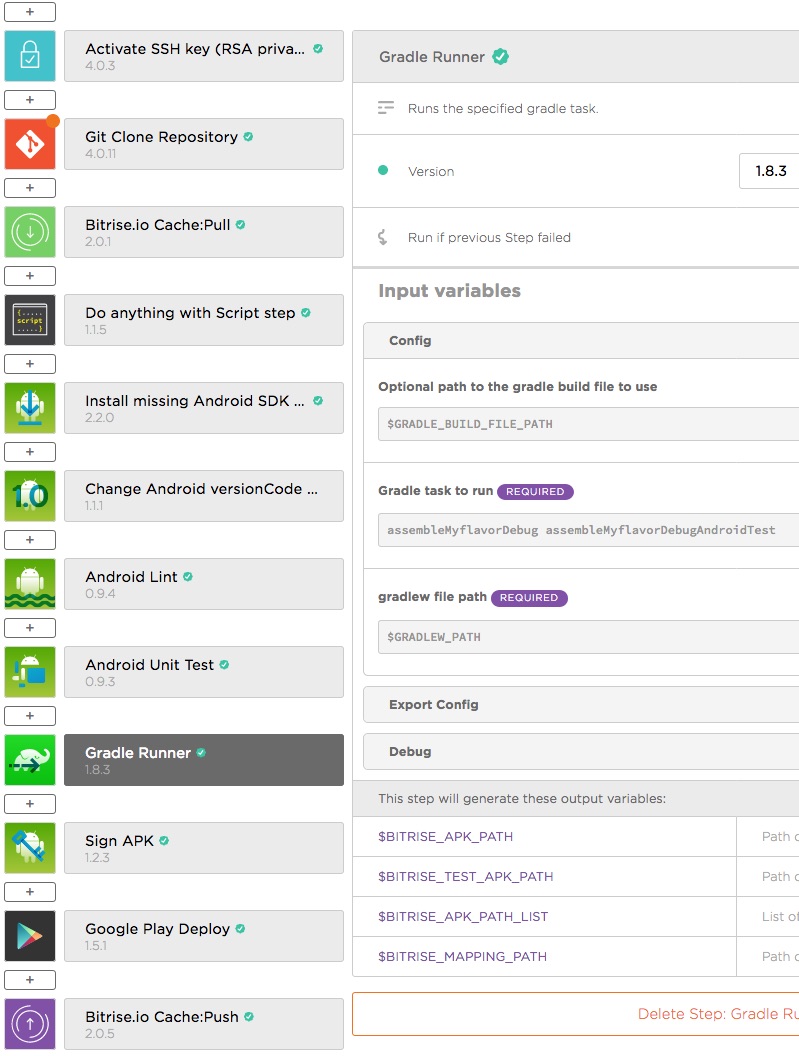 +
Activate SSH key (RSA priva...
4.0.3
+
Git Clone Repository
4.0.11
+
Bitrise.io Cache:Pull
2.0.1
+
{.....
script
.....}
Do anything with Script step
1.1.5
+
Install missing Android SDK ...
2.2.0
+
1.0
Change Android versionCode ...
1.1.1
+
Android Lint
0.9.4
+
Android Unit Test
0.9.3
+
Gradle Runner
1.8.3
+
Sign APK
1.2.3
+
Google Play Deploy
1.5.1
+
Bitrise.io Cache:Push
2.0.5
Gradle Runner
Runs the specified gradle task.
Version
1.8.3
Run if previous Step failed
Input variables
Config
Optional path to the gradle build file to use
$GRADLE_BUILD_FILE_PATH
Gradle task to run REQUIRED
assembleMyflavorDebug assembleMyflavorDebugAndroidTest
gradlew file path REQUIRED
$GRADLEW_PATH
Export Config
Debug
This step will generate these output variables:
$BITRISE_APK_PATH Path
$BITRISE_TEST_APK_PATH Path
$BITRISE_APK_PATH_LIST List of
$BITRISE_MAPPING_PATH Path
Delete Step: Gradle Ru